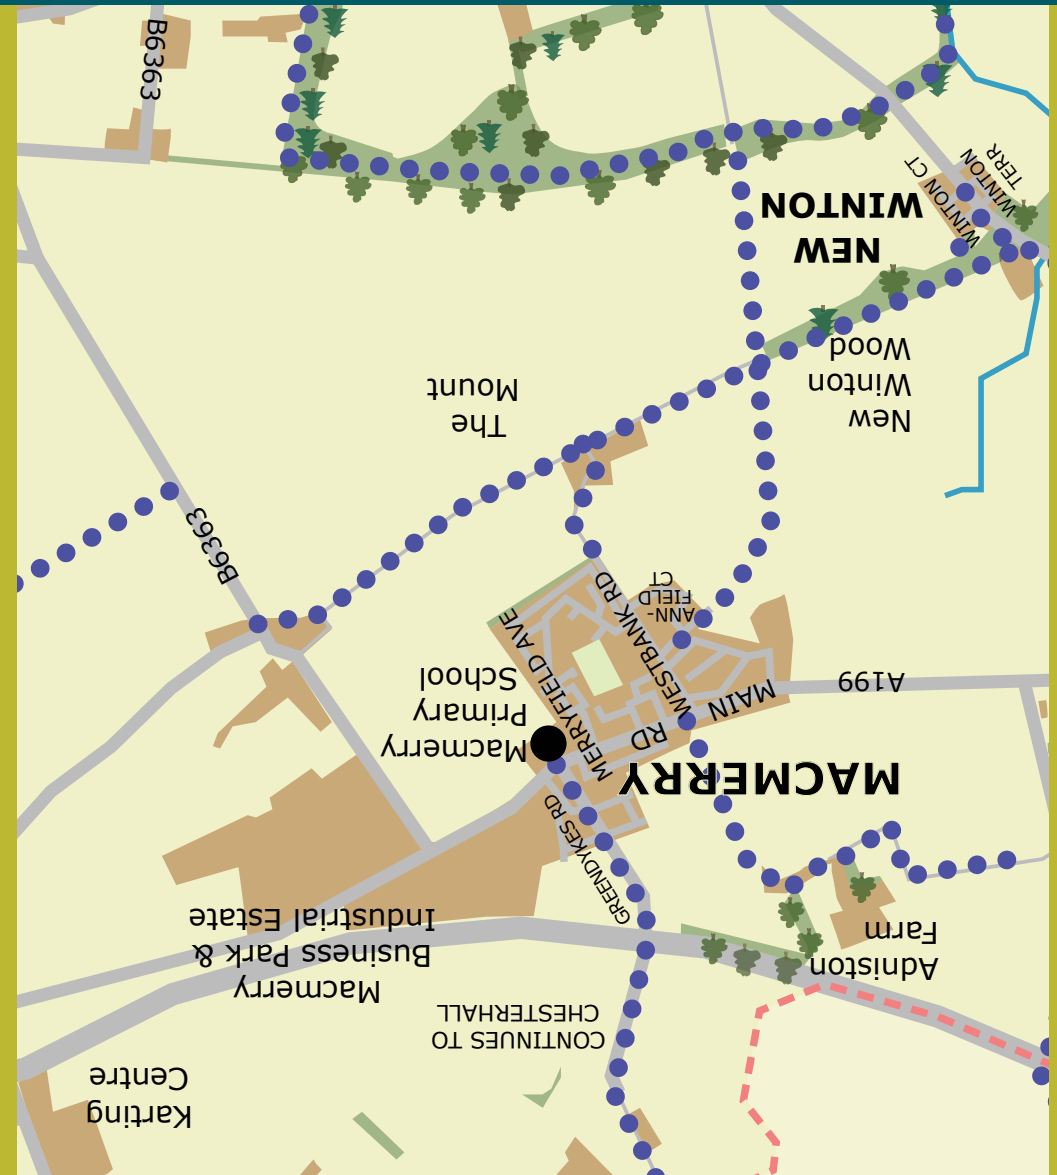 Karting
Centre
CONTINUES TO
CHESTERHALL
Macmerry
Business Park &
Industrial Estate
Adniston
Farm
GREENDYKES RD
MACMERRY
Macmerry
Primary
School
MAIN RD
A199
MERRYFIELD AVE
WESTBANK RD
ANN-
FIELD
CT
B6363
New
Winton
Wood
The
Mount
NEW
WINTON
WINTON CT
WINTON
TERR
B6363